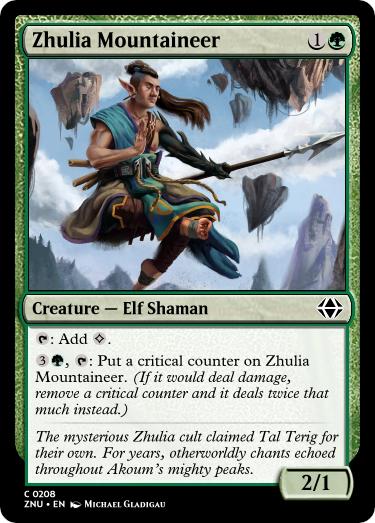 Zhulia Mountaineer 1
Creature — Elf Shaman
: Add .
3, : Put a critical counter on Zhulia
Mountaineer. (If it would deal damage,
remove a critical counter and it deals twice that
much instead.)
The mysterious Zhulia cult claimed Tal Terig for
their own. For years, otherworldly chants echoed
throughout Akoum's mighty peaks.
2/1
C 0208
ZNU • EN Michael Gladigau